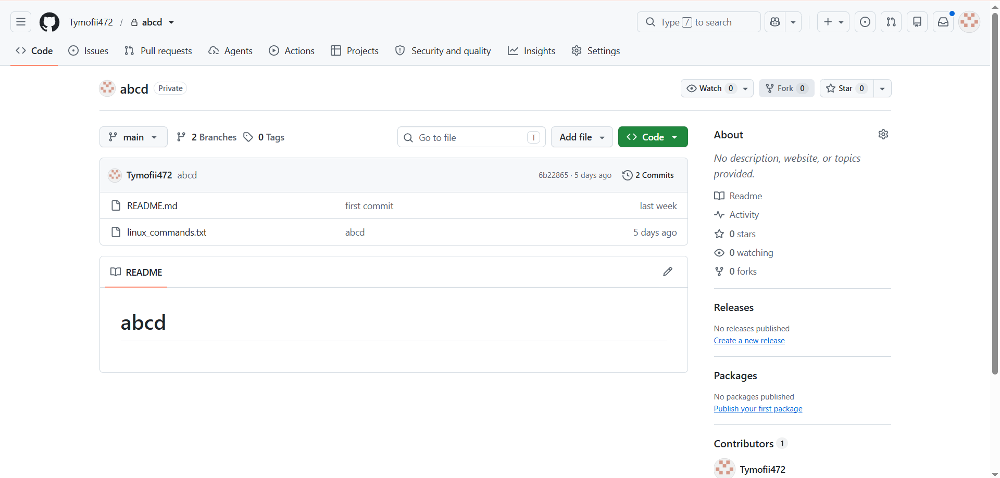 Tymofii472 / abcd
Type / to search
Code Issues Pull requests Agents Actions Projects Security and quality Insights Settings
abcd Private
Watch 0 Fork 0 Star 0
main 2 Branches 0 Tags
Go to file T
Add file
Code
Tymofii472 abcd 6b22865 · 5 days ago 2 Commits
README.md first commit last week
linux_commands.txt abcd 5 days ago
README
abcd
About
No description, website, or topics
provided.
Readme
Activity
0 stars
0 watching
0 forks
Releases
No releases published
Create a new release
Packages
No packages published
Publish your first package
Contributors 1
Tymofii472